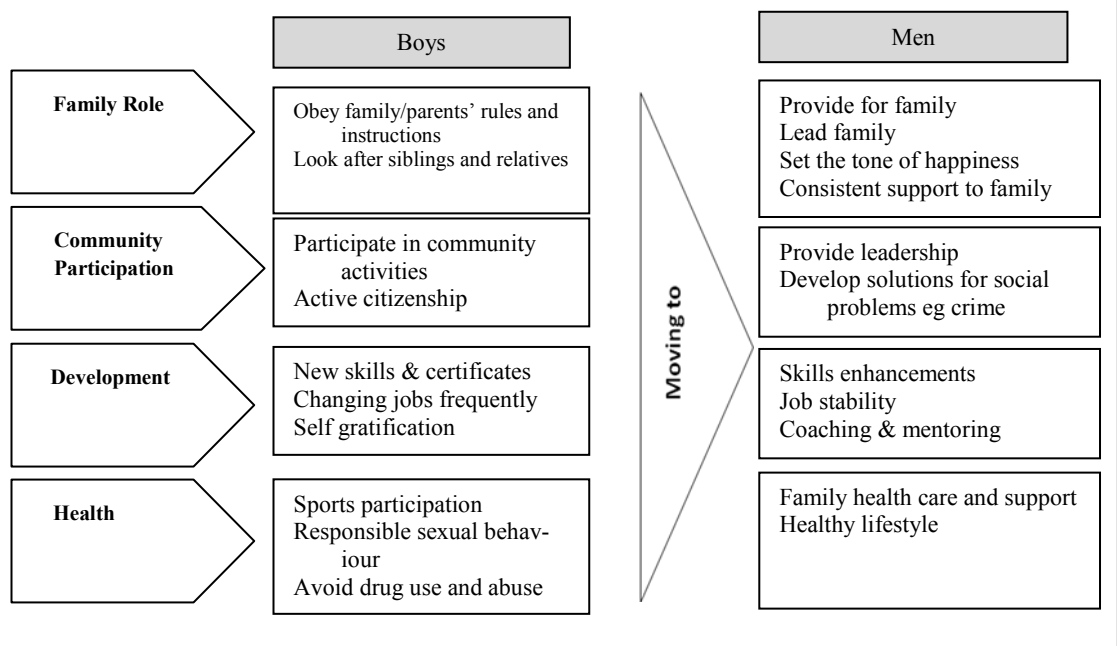 Boys
Men
Family Role
Obey family/parents’ rules and
instructions
Look after siblings and relatives
Provide for family
Lead family
Set the tone of happiness
Consistent support to family
Community
Participation
Participate in community
activities
Active citizenship
Moving to
Provide leadership
Develop solutions for social
problems eg crime
Development
New skills & certificates
Changing jobs frequently
Self gratification
Skills enhancements
Job stability
Coaching & mentoring
Health
Sports participation
Responsible sexual behav-
iour
Avoid drug use and abuse
Family health care and support
Healthy lifestyle